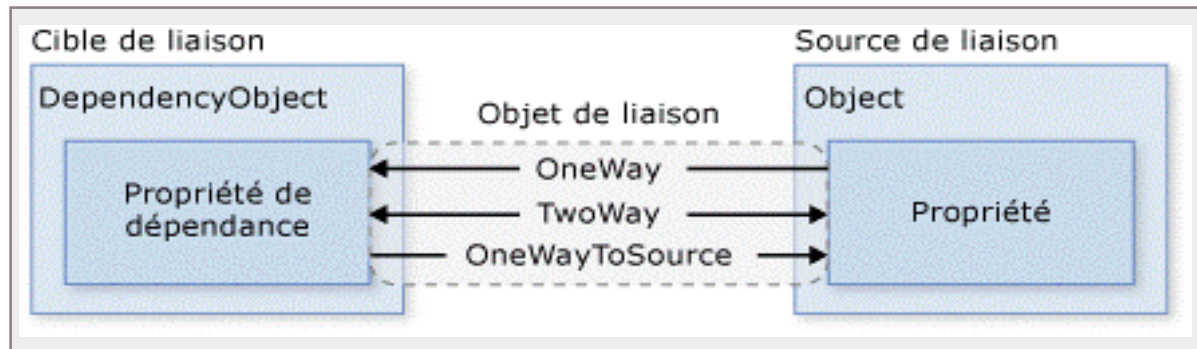 Cible de liaison
Source de liaison
DependencyObject
Objet de liaison
Object
OneWay
TwoWay
OneWayToSource
Propriété de
dépendance
Propriété